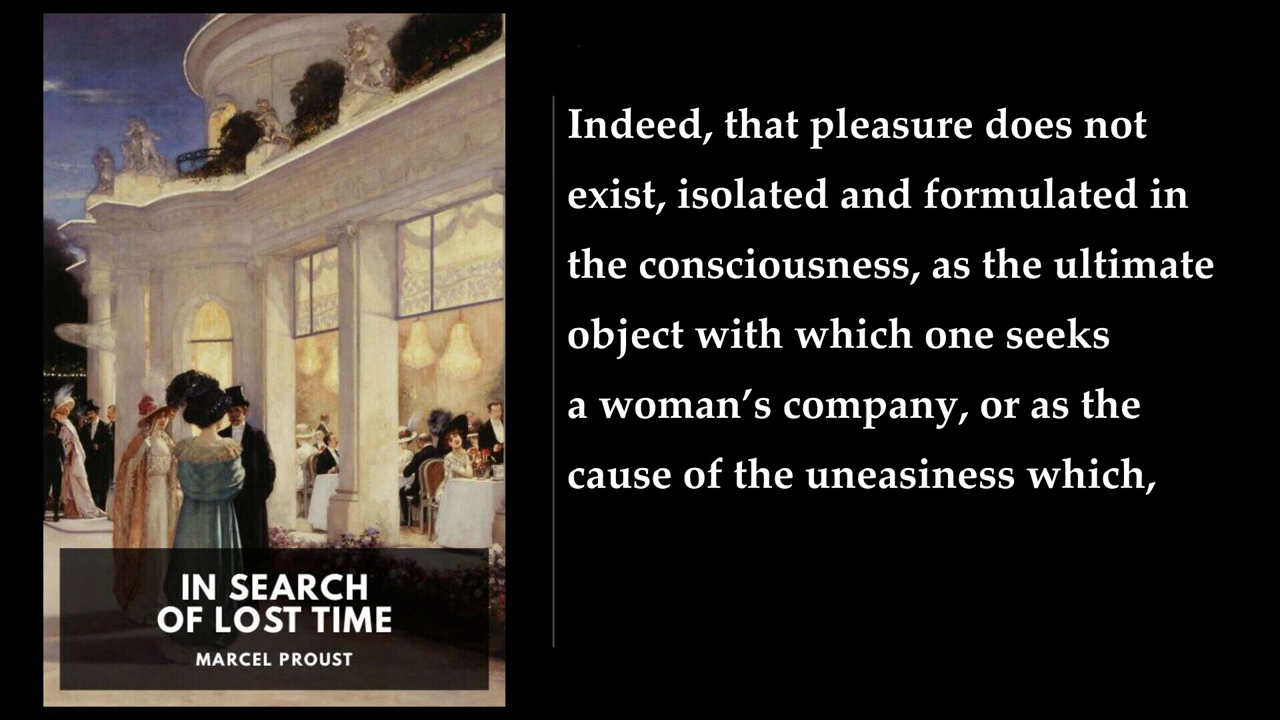 IN SEARCH
OF LOST TIME
MARCEL PROUST
Indeed, that pleasure does not
exist, isolated and formulated in
the consciousness, as the ultimate
object with which one seeks
a woman’s company, or as the
cause of the uneasiness which,